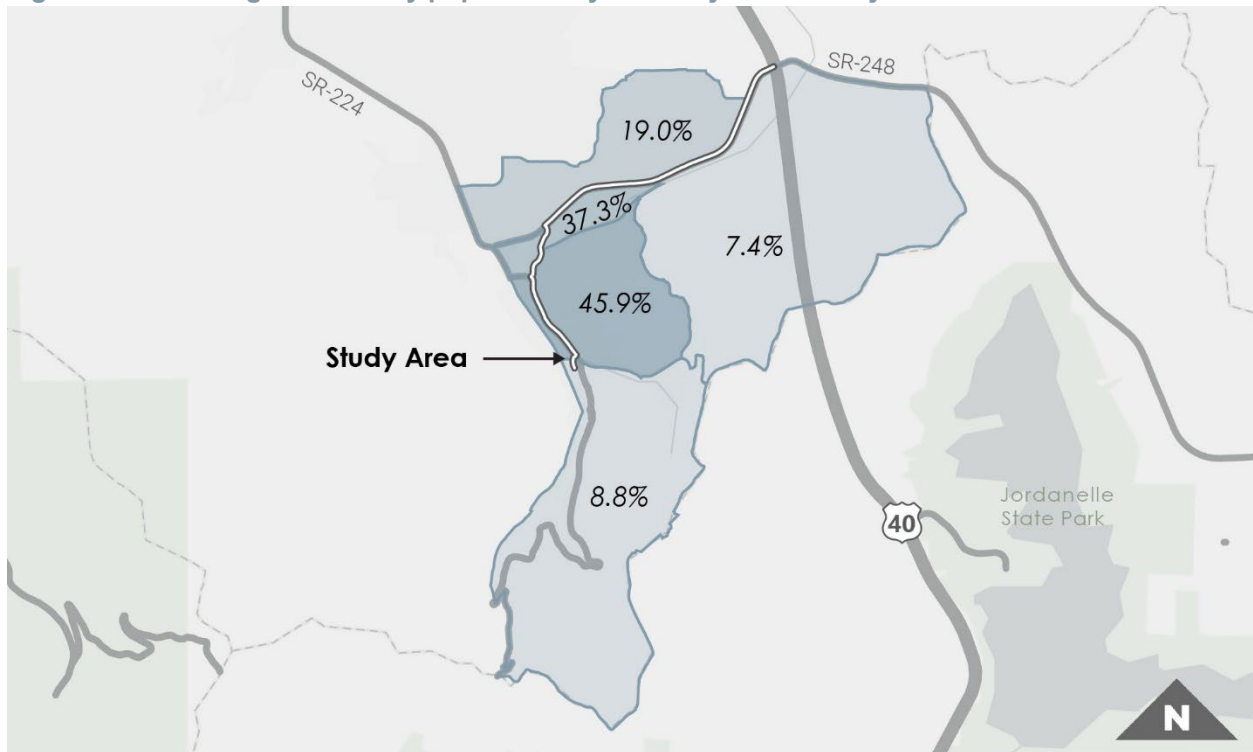 SR-224
SR-248
19.0%
37.3%
7.4%
45.9%
Study Area
8.8%
Jordanelle
State Park
40
N